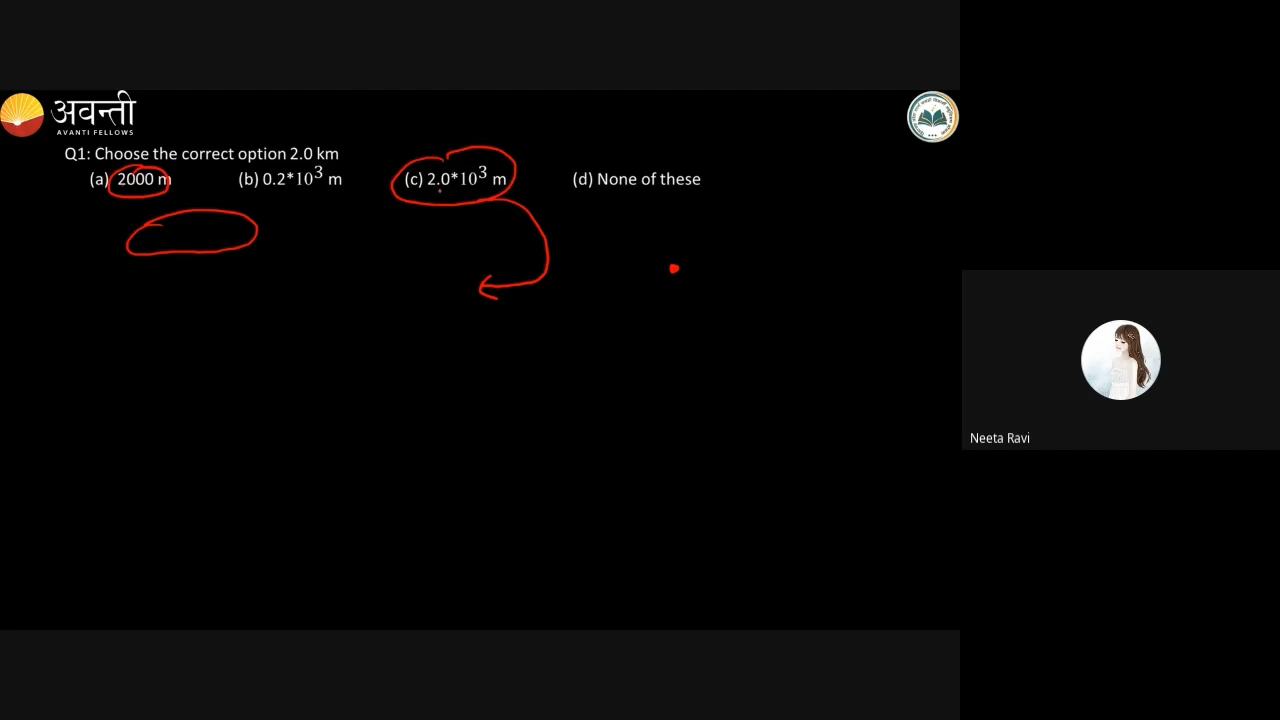 अवन्ती
AVANTI FELLOWS
Q1: Choose the correct option 2.0 km
(a) 2000 m (b) 0.2*10³ m (c) 2.0*10³ m (d) None of these
Neeta Ravi